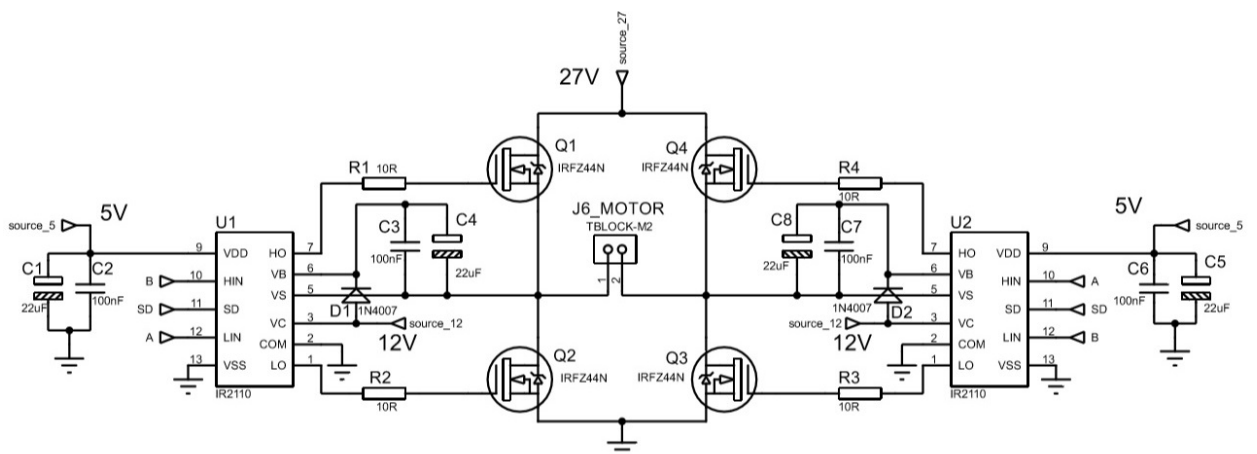 source_27
27V
Q1
IRFZ44N
Q4
IRFZ44N
R1 10R
R4
10R
J6_MOTOR
TBLOCK-M2
1
2
5V
source_5
C1
22uF
C2
100nF
B
SD
A
U1
9 VDD HO 7
10 HIN VB 6
11 SD VS 5
12 LIN VC 3
13 VSS COM 2
LO 1
IR2110
C3
100nF
C4
22uF
D1
1N4007
source_12
12V
R2
10R
Q2
IRFZ44N
Q3
IRFZ44N
R3
10R
C8
22uF
C7
100nF
1N4007
D2
source_12
12V
U2
7 HO VDD 9
6 VB HIN 10
5 VS SD 11
3 VC LIN 12
2 COM VSS 13
1 LO
IR2110
A
SD
B
5V
source_5
C6
100nF
C5
22uF